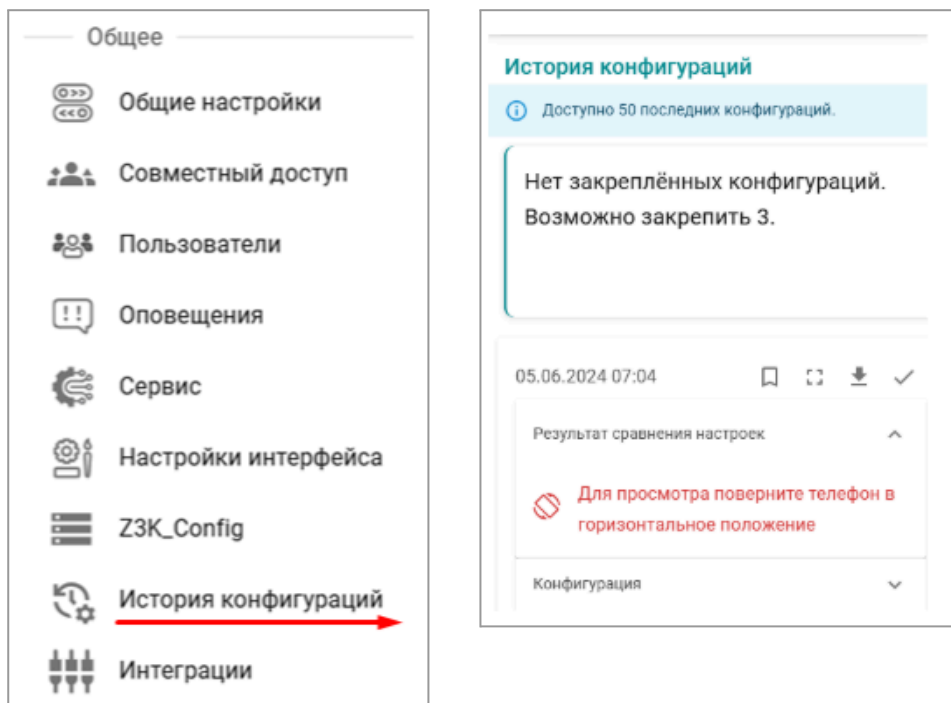 Общее
Общие настройки
Совместный доступ
Пользователи
Оповещения
Сервис
Настройки интерфейса
Z3K_Config
История конфигураций
Интеграции
История конфигураций
Доступно 50 последних конфигураций.
Нет закреплённых конфигураций.
Возможно закрепить 3.
05.06.2024 07:04
Результат сравнения настроек
Для просмотра поверните телефон в
горизонтальное положение
Конфигурация